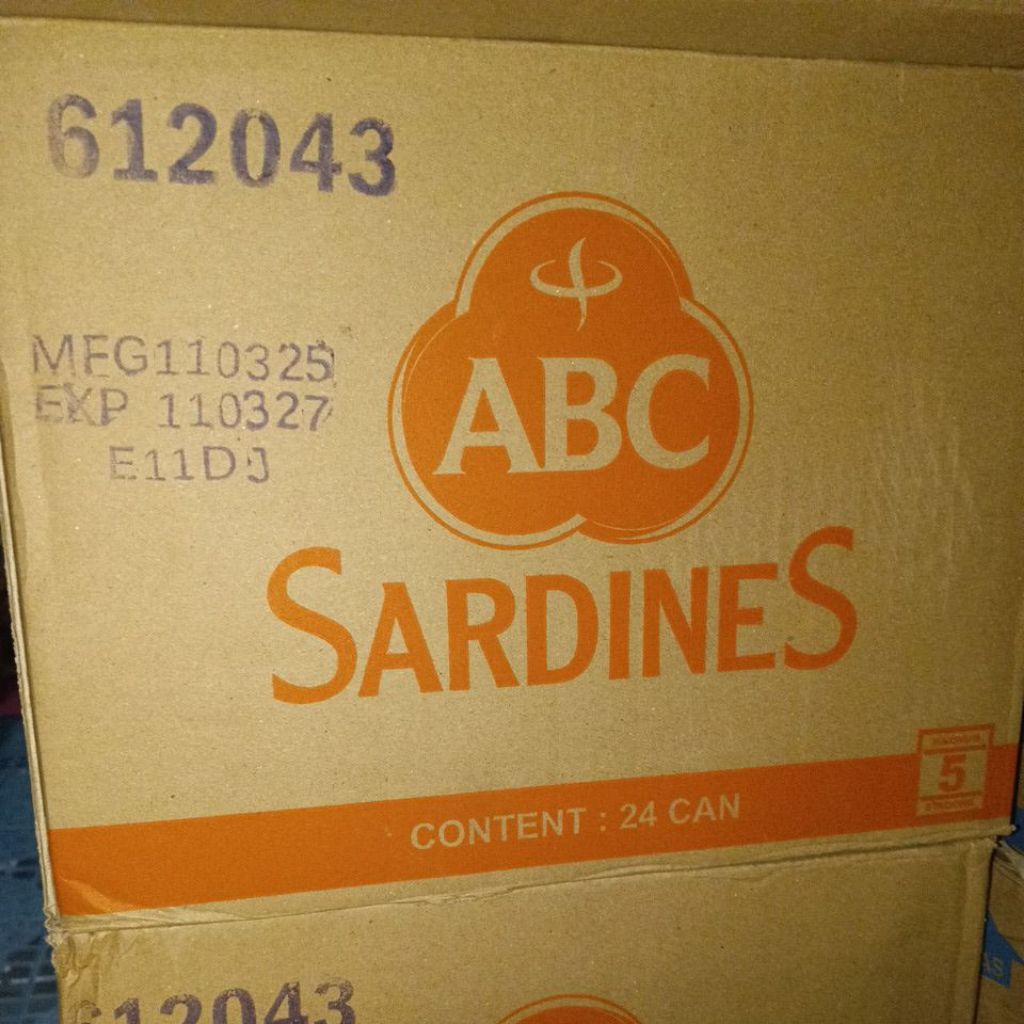 612043
MFG110325
EXP 110327
E11DJ
ABC
SARDINES
5
CONTENT : 24 CAN
612043